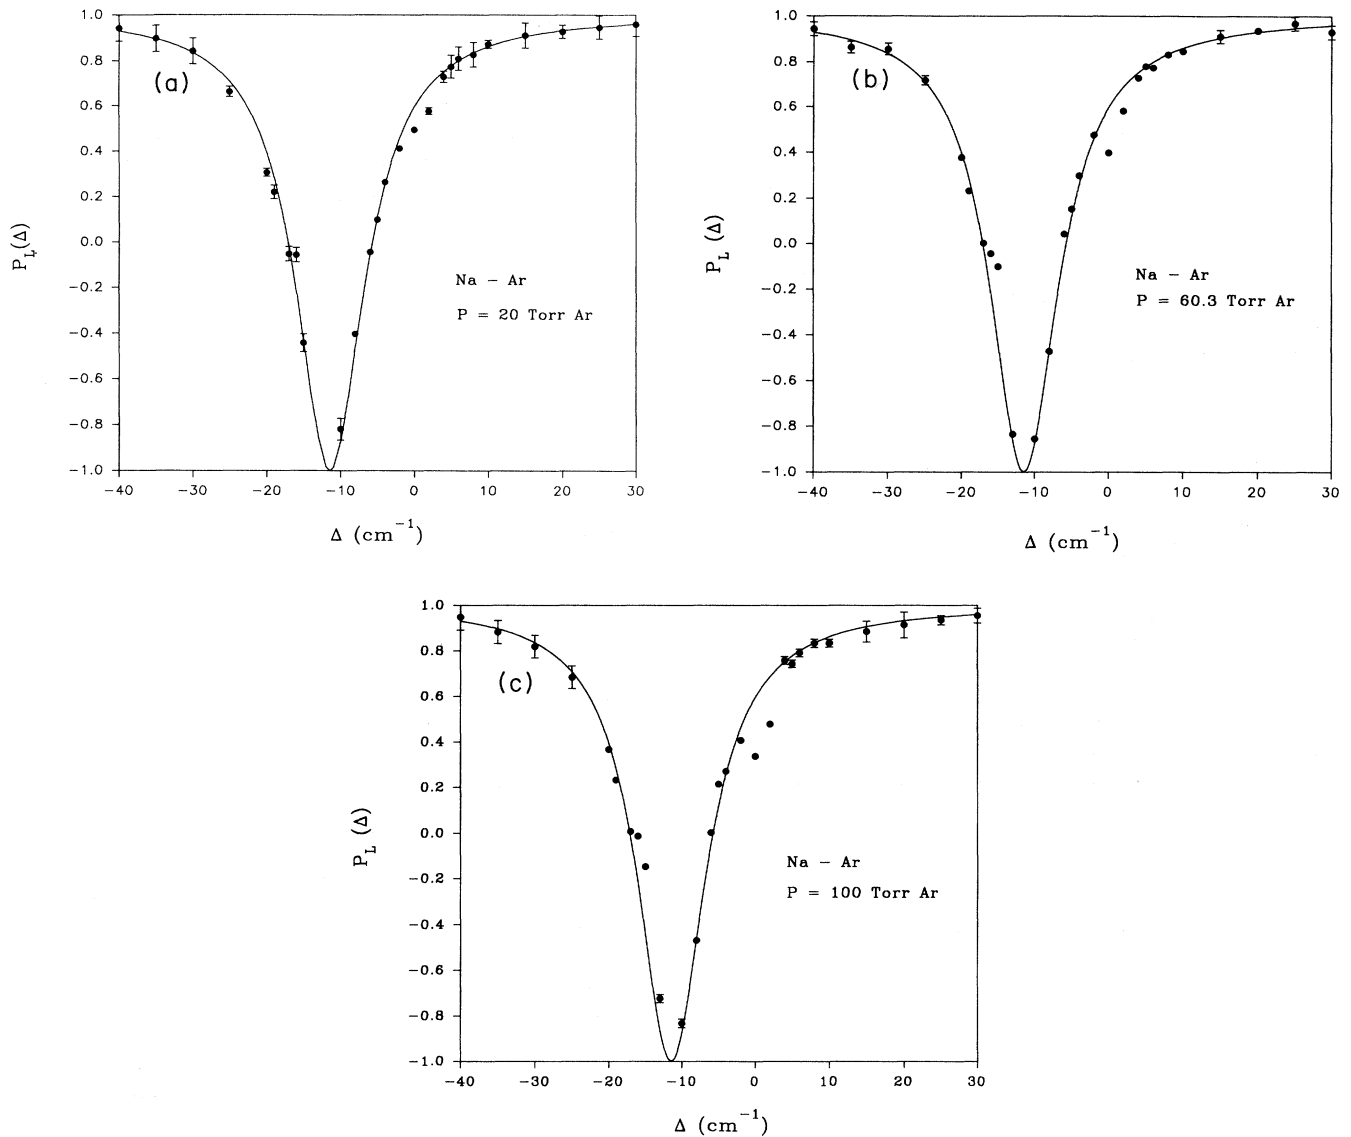 1.0
0.8
0.6
0.4
0.2
0.0
−0.2
−0.4
−0.6
−0.8
−1.0
−40 −30 −20 −10 0 10 20 30
P_L(Δ)
Δ (cm⁻¹)
(a)
Na − Ar
P = 20 Torr Ar
1.0
0.8
0.6
0.4
0.2
0.0
−0.2
−0.4
−0.6
−0.8
−1.0
−40 −30 −20 −10 0 10 20 30
P_L (Δ)
Δ (cm⁻¹)
(b)
Na − Ar
P = 60.3 Torr Ar
1.0
0.8
0.6
0.4
0.2
0.0
−0.2
−0.4
−0.6
−0.8
−1.0
−40 −30 −20 −10 0 10 20 30
P_L (Δ)
Δ (cm⁻¹)
(c)
Na − Ar
P = 100 Torr Ar